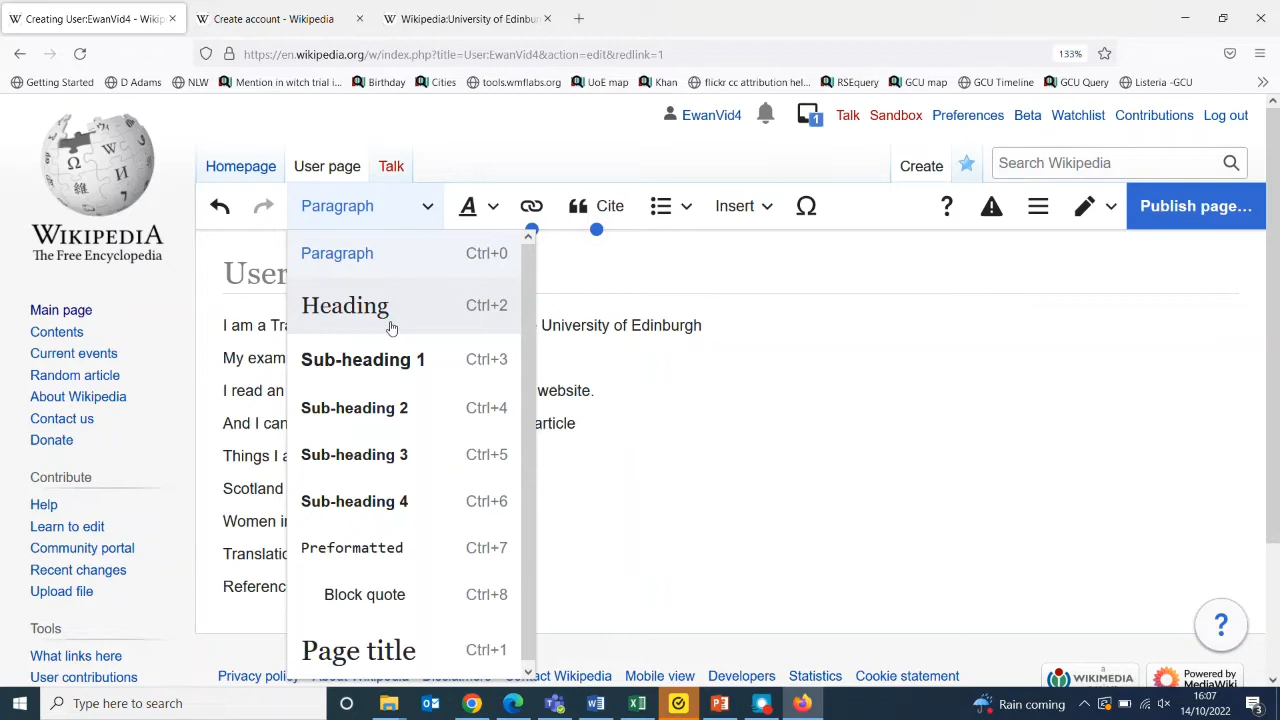 Creating User:EwanVid4 - Wikip
Create account - Wikipedia
Wikipedia:University of Edinbur
https://en.wikipedia.org/w/index.php?title=User:EwanVid4&action=edit&redlink=1
133%
Getting Started
D Adams
NLW
Mention in witch trial i...
Birthday
Cities
tools.wmflabs.org
UoE map
Khan
flickr cc attribution hel...
RSEquery
GCU map
GCU Timeline
GCU Query
Listeria -GCU
EwanVid4
1
Talk
Sandbox
Preferences
Beta
Watchlist
Contributions
Log out
Homepage
User page
Talk
Create
Search Wikipedia
Paragraph
A
Cite
Insert
Ω
?
Publish page...
WIKIPEDIA
The Free Encyclopedia
Main page
Contents
Current events
Random article
About Wikipedia
Contact us
Donate
Contribute
Help
Learn to edit
Community portal
Recent changes
Upload file
Tools
What links here
User contributions
User
I am a Tra
University of Edinburgh
My exam
I read an
website.
And I can
article
Things I a
Scotland
Women in
Translatio
Referenc
Paragraph Ctrl+0
Heading Ctrl+2
Sub-heading 1 Ctrl+3
Sub-heading 2 Ctrl+4
Sub-heading 3 Ctrl+5
Sub-heading 4 Ctrl+6
Preformatted Ctrl+7
Block quote Ctrl+8
Page title Ctrl+1
?
Privacy policy
Disclaimers
Contact Wikipedia
Mobile view
Developers
Statistics
Cookie statement
a
WIKIMEDIA
Powered by
MediaWiki
Type here to search
Rain coming
16:07
14/10/2022
3